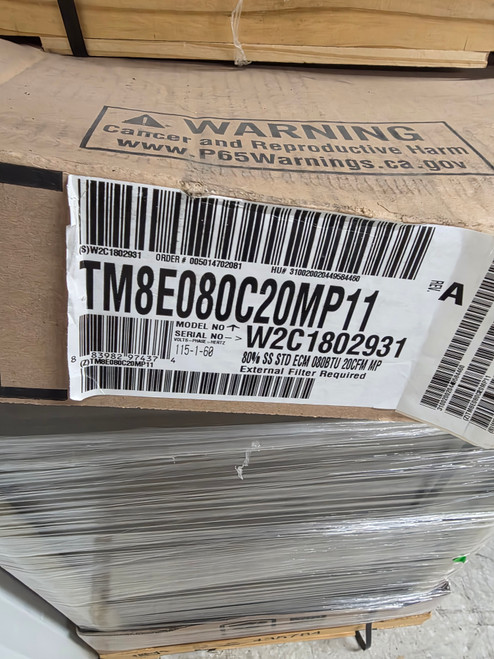 WARNING
Cancer and Reproductive Harm
www.P65Warnings.ca.gov
(S)W2C1802931
ORDER # 005014702081
HU# 310020020449584460
TM8E080C20MP11
MODEL NO
SERIAL NO -->
W2C1802931
VOLTS-PHASE-HERTZ
115-1-60
80% SS STD ECM 080BTU 20CFM MP
External Filter Required
8 83982 97437 4
(Z)TM8E080C20MP11
REV.
A